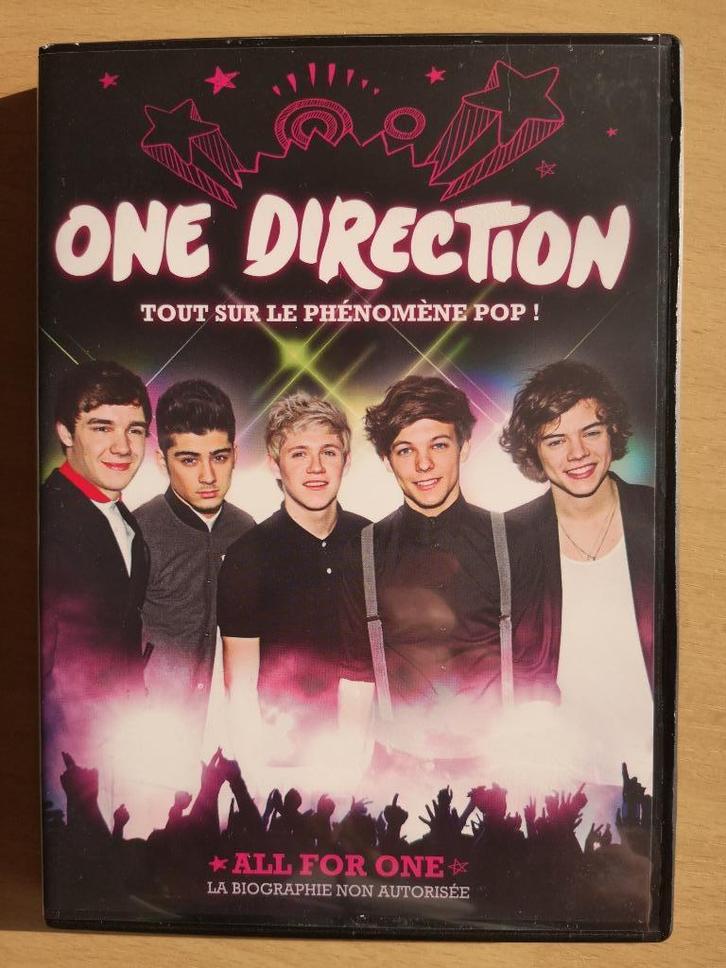 ONE DIRECTION
TOUT SUR LE PHÉNOMÈNE POP !
ALL FOR ONE
LA BIOGRAPHIE NON AUTORISÉE